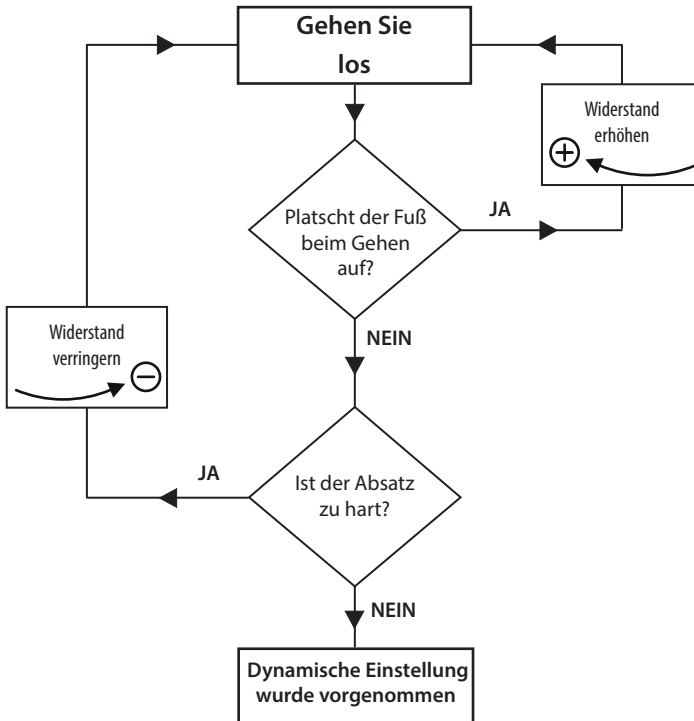 Gehen Sie
los
Widerstand
erhöhen
Platscht der Fuß
beim Gehen
auf?
JA
NEIN
Widerstand
verringern
JA
Ist der Absatz
zu hart?
NEIN
Dynamische Einstellung
wurde vorgenommen